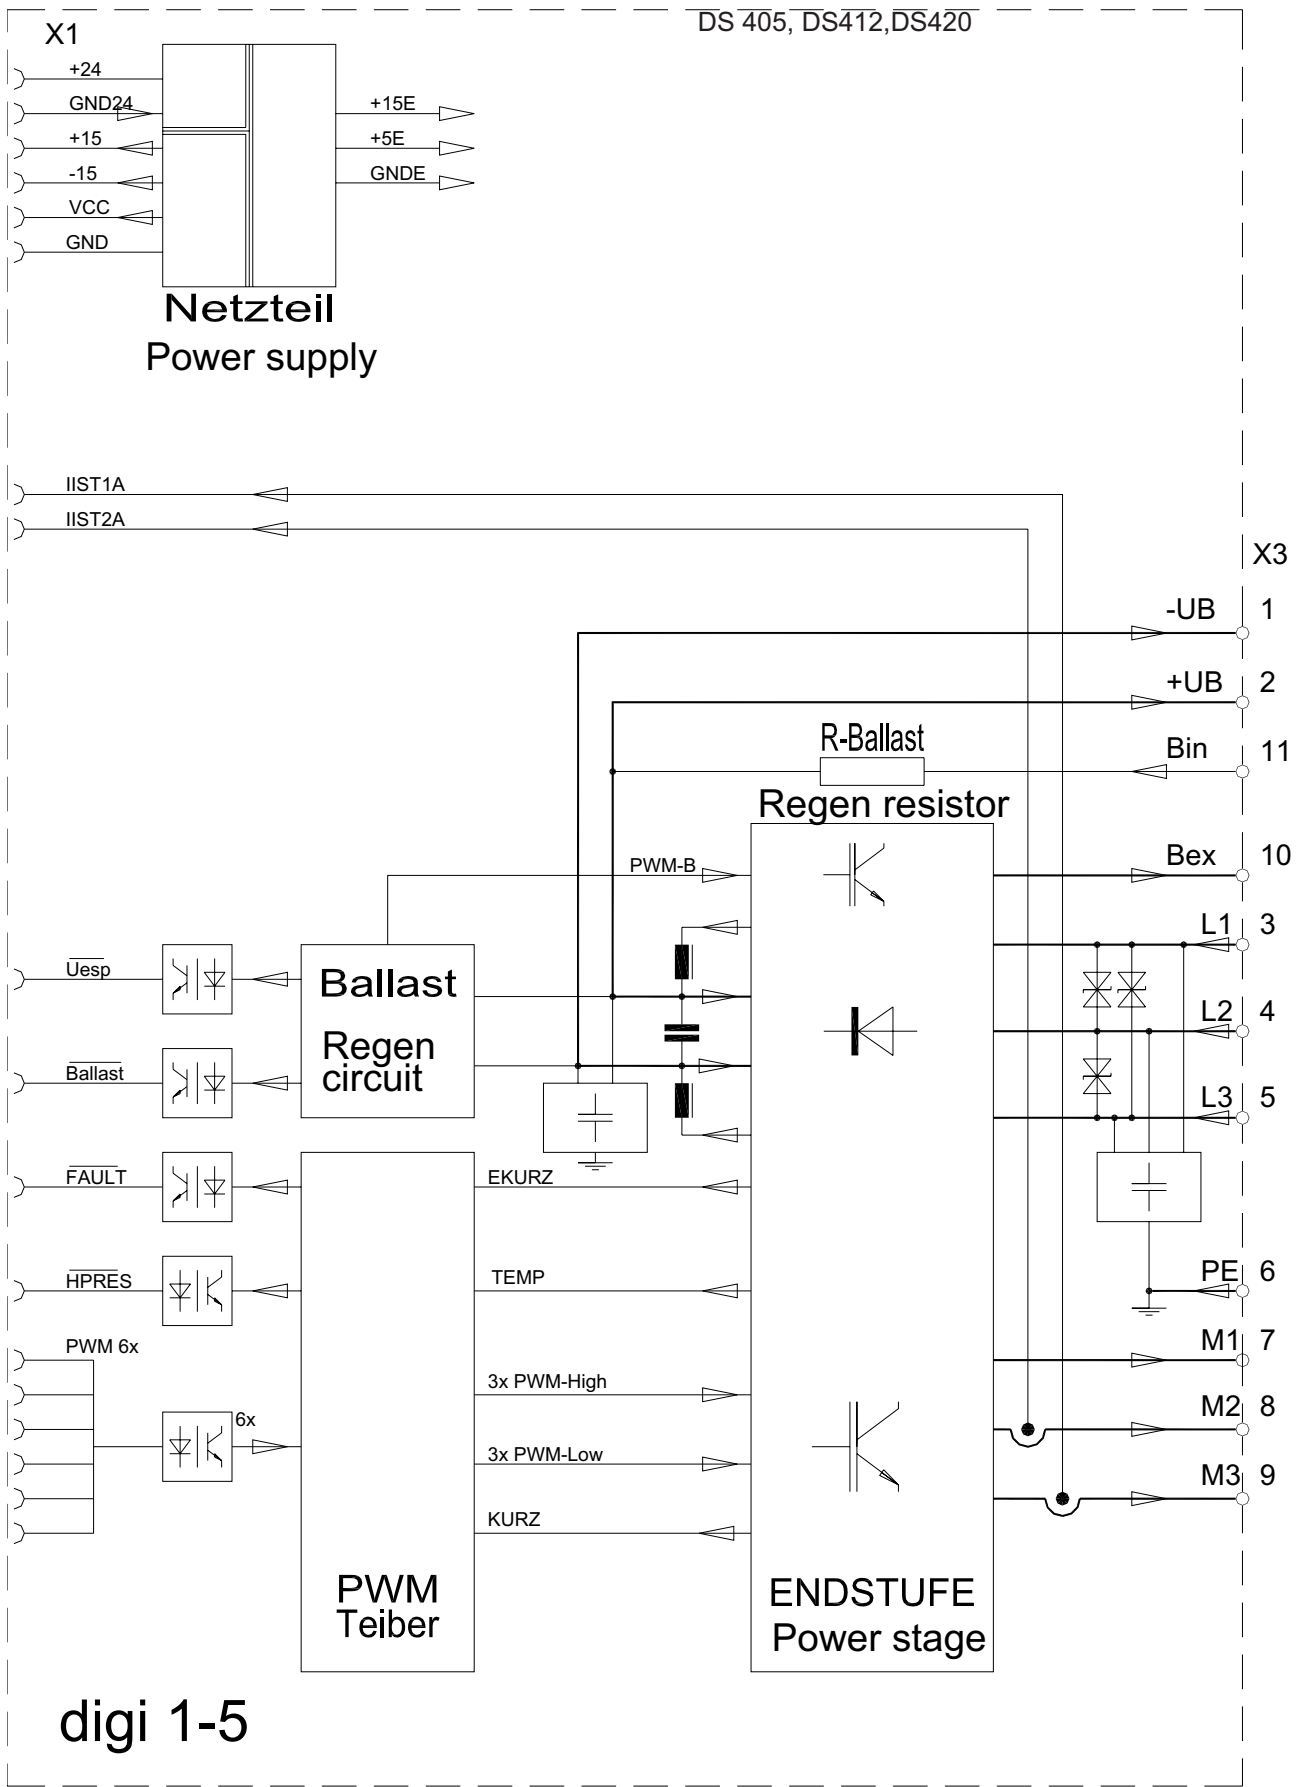 DS 405, DS412,DS420
X1
+24
GND24
+15
-15
VCC
GND
+15E
+5E
GNDE
Netzteil
Power supply
IIST1A
IIST2A
X3
-UB 1
+UB 2
R-Ballast
Bin 11
Regen resistor
PWM-B
Bex 10
L1 3
Uesp
Ballast
Regen
circuit
L2 4
Ballast
L3 5
FAULT
EKURZ
HPRES
TEMP
PE 6
PWM 6x
M1 7
3x PWM-High
M2 8
6x
3x PWM-Low
M3 9
KURZ
PWM
Teiber
ENDSTUFE
Power stage
digi 1-5